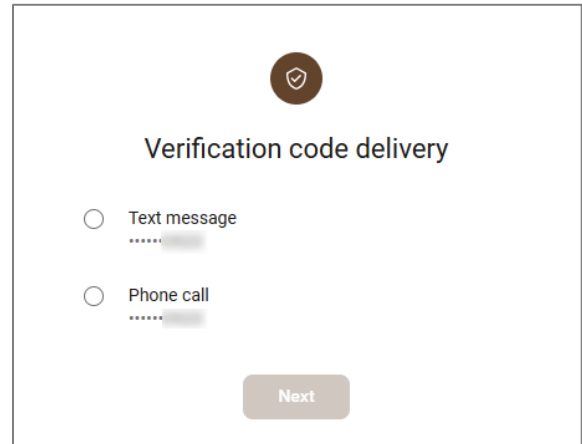 Verification code delivery
Text message
••••••
Phone call
••••••
Next